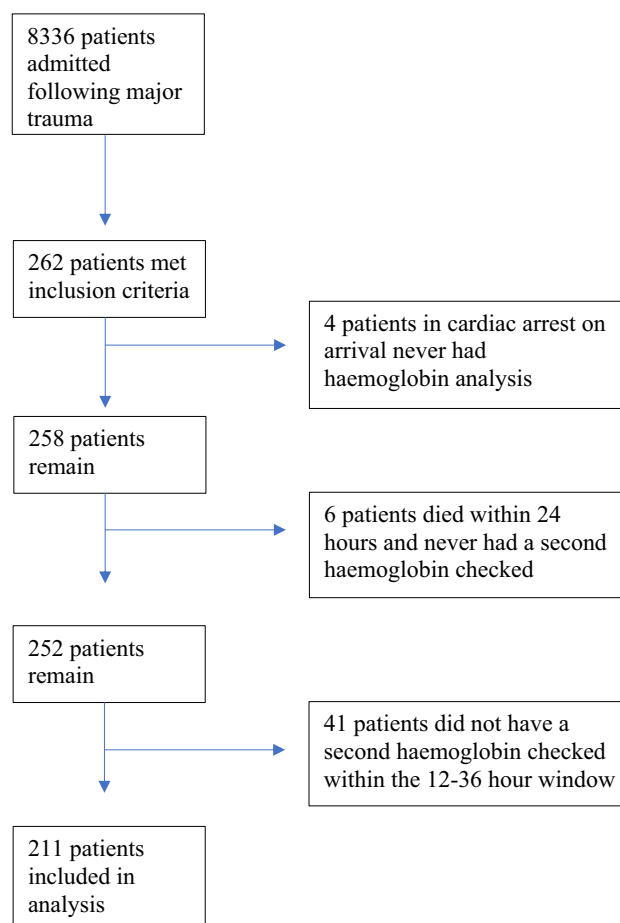 8336 patients
admitted
following major
trauma
262 patients met
inclusion criteria
4 patients in cardiac arrest on
arrival never had
haemoglobin analysis
258 patients
remain
6 patients died within 24
hours and never had a second
haemoglobin checked
252 patients
remain
41 patients did not have a
second haemoglobin checked
within the 12-36 hour window
211 patients
included in
analysis